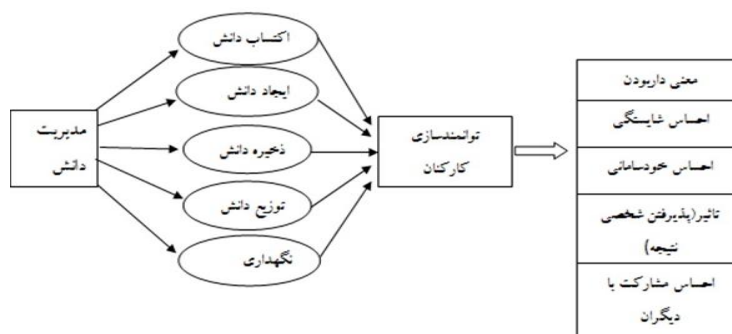 مدیریت
دانش
اکتساب دانش
ایجاد دانش
ذخیره دانش
توزیع دانش
نگهداری
توانمندسازی
کارکنان
معنی داربودن
احساس شایستگی
احساس خودسامانی
تاثیر(پذیرفتن شخصی
نتیجه)
احساس مشارکت با
دیگران